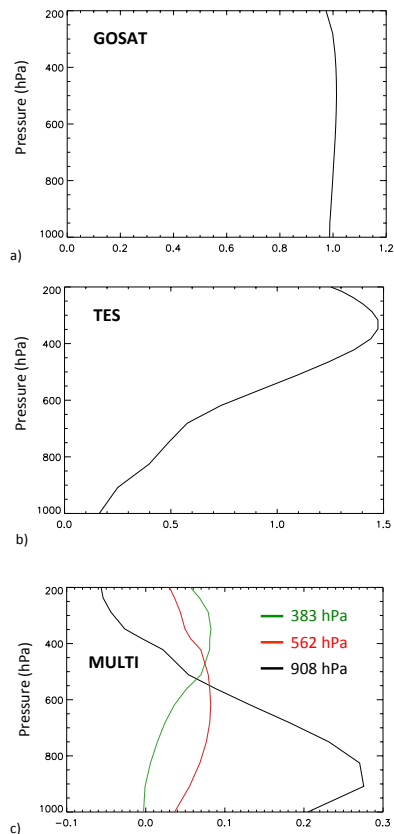 200
GOSAT
400
Pressure (hPa)
600
800
1000
0.0 0.2 0.4 0.6 0.8 1.0 1.2
a)
200
TES
400
Pressure (hPa)
600
800
1000
0.0 0.5 1.0 1.5
b)
200
383 hPa
562 hPa
400
MULTI
908 hPa
Pressure (hPa)
600
800
1000
-0.1 0.0 0.1 0.2 0.3
c)